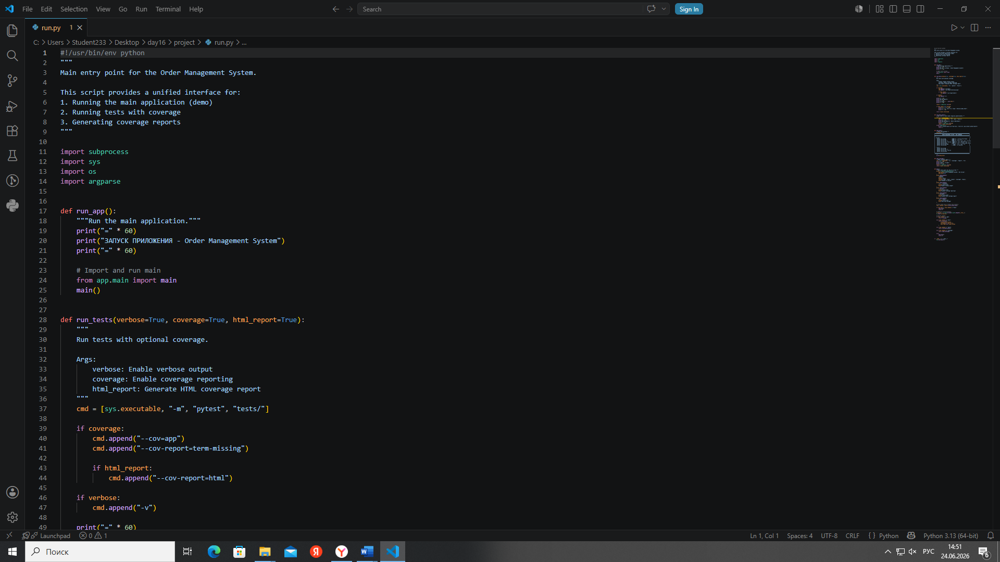 File Edit Selection View Go Run Terminal Help
Search
Sign In
run.py 1
C: > Users > Student233 > Desktop > day16 > project > run.py > ...
1 #!/usr/bin/env python
2 """
3 Main entry point for the Order Management System.
4
5 This script provides a unified interface for:
6 1. Running the main application (demo)
7 2. Running tests with coverage
8 3. Generating coverage reports
9 """
10
11 import subprocess
12 import sys
13 import os
14 import argparse
15
16
17 def run_app():
18 """Run the main application."""
19 print("=" * 60)
20 print("ЗАПУСК ПРИЛОЖЕНИЯ - Order Management System")
21 print("=" * 60)
22
23 # Import and run main
24 from app.main import main
25 main()
26
27
28 def run_tests(verbose=True, coverage=True, html_report=True):
29 """
30 Run tests with optional coverage.
31
32 Args:
33 verbose: Enable verbose output
34 coverage: Enable coverage reporting
35 html_report: Generate HTML coverage report
36 """
37 cmd = [sys.executable, "-m", "pytest", "tests/"]
38
39 if coverage:
40 cmd.append("--cov=app")
41 cmd.append("--cov-report=term-missing")
42
43 if html_report:
44 cmd.append("--cov-report=html")
45
46 if verbose:
47 cmd.append("-v")
48
49 print("=" * 60)
Launchpad 0 1
Ln 1, Col 1 Spaces: 4 UTF-8 CRLF { } Python Python 3.13 (64-bit)
Поиск
РУС
14:51
24.06.2026
6